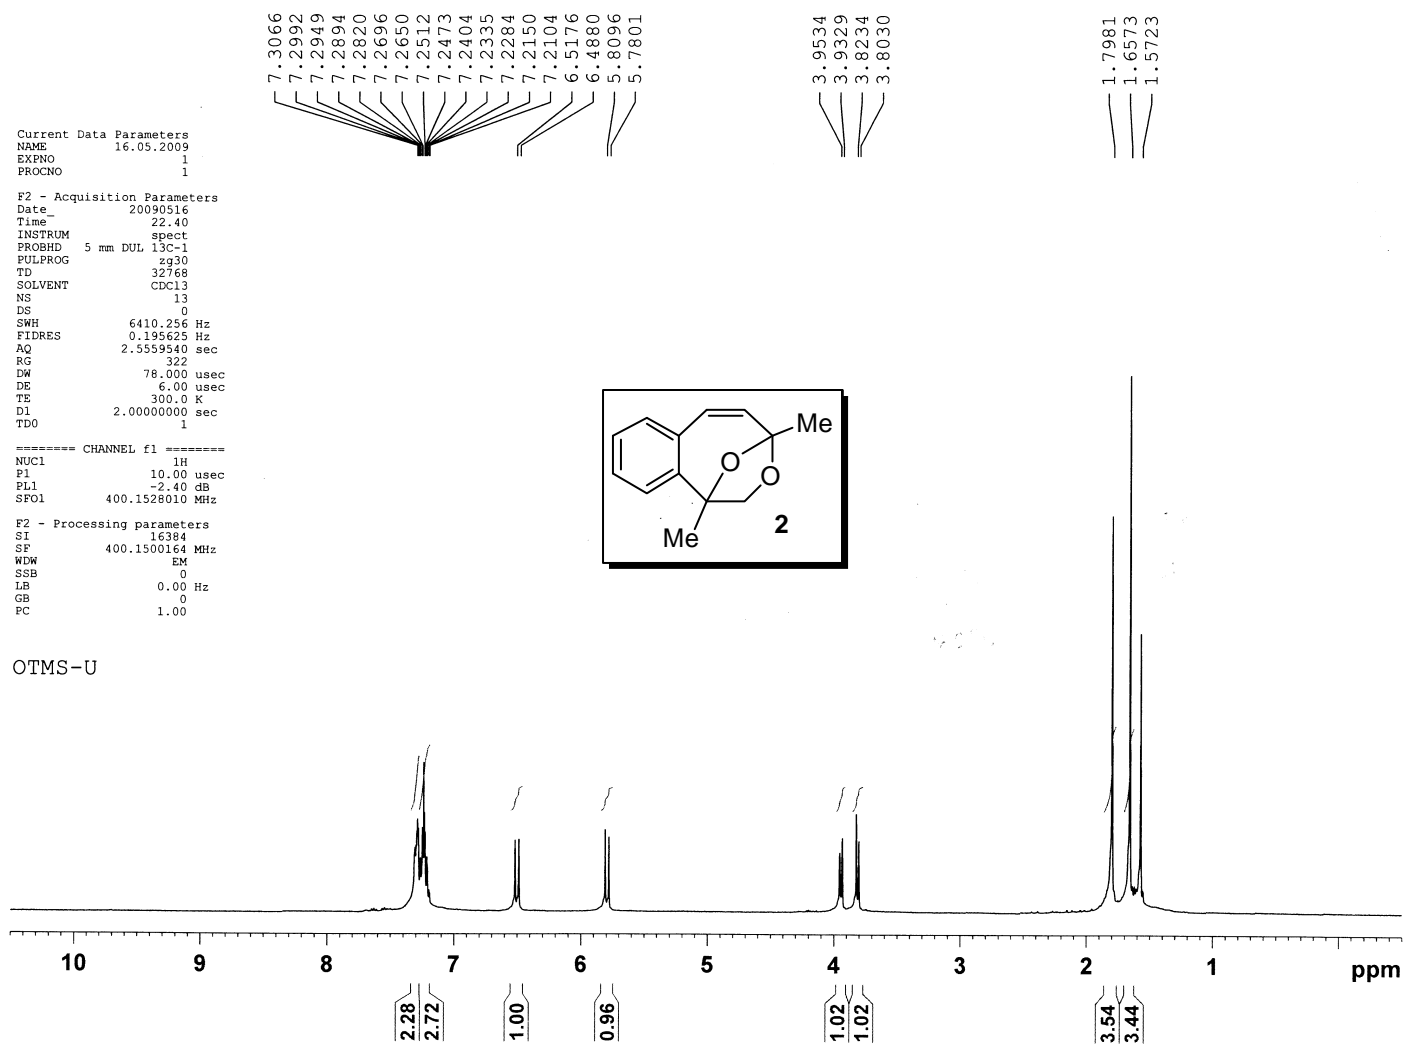 7.3066
7.2992
7.2949
7.2894
7.2820
7.2696
7.2650
7.2512
7.2473
7.2404
7.2335
7.2284
7.2150
7.2104
6.5176
6.4880
5.8096
5.7801
3.9534
3.9329
3.8234
3.8030
1.7981
1.6573
1.5723
Current Data Parameters
NAME 16.05.2009
EXPNO 1
PROCNO 1
F2 - Acquisition Parameters
Date_ 20090516
Time 22.40
INSTRUM spect
PROBHD 5 mm DUL 13C-1
PULPROG zg30
TD 32768
SOLVENT CDCl3
NS 13
DS 0
SWH 6410.256 Hz
FIDRES 0.195625 Hz
AQ 2.5559540 sec
RG 322
DW 78.000 usec
DE 6.00 usec
TE 300.0 K
D1 2.00000000 sec
TD0 1
======== CHANNEL f1 ========
NUC1 1H
P1 10.00 usec
PL1 -2.40 dB
SFO1 400.1528010 MHz
F2 - Processing parameters
SI 16384
SF 400.1500164 MHz
WDW EM
SSB 0
LB 0.00 Hz
GB 0
PC 1.00
OTMS-U
Me
O
O
Me
2
10 9 8 7 6 5 4 3 2 1 ppm
2.28
2.72
1.00
0.96
1.02
1.02
3.54
3.44